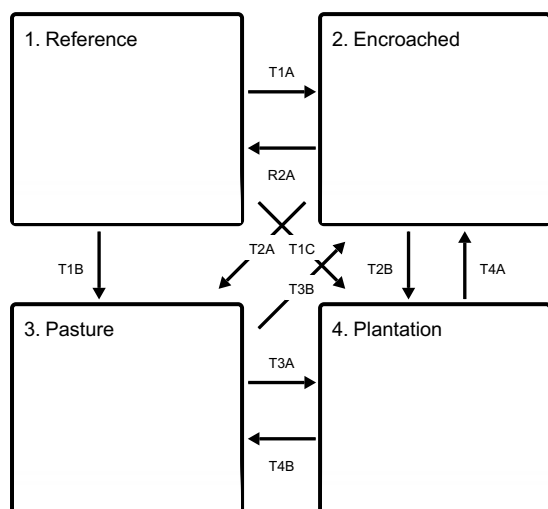 1. Reference
2. Encroached
T1A
R2A
T1B
T2A
T1C
T2B
T4A
T3B
3. Pasture
4. Plantation
T3A
T4B